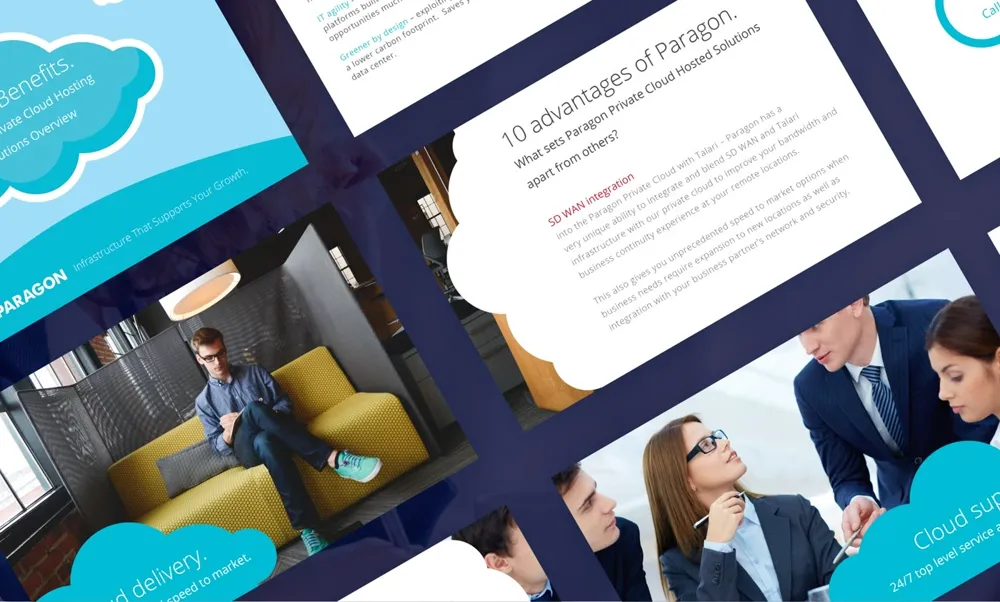 Benefits.
Private Cloud Hosting
Solutions Overview
Infrastructure That Supports Your Growth.
PARAGON
IT agility –
platforms
opportunities
Greener by design – exploiting
a lower carbon footprint. Saves
data center.
10 advantages of Paragon.
What sets Paragon Private Cloud Hosted Solutions
apart from others?
SD WAN integration
into the Paragon Private Cloud with Talari – Paragon has a
very unique ability to integrate and blend SD WAN and Talari
infrastructure with our private cloud to improve your bandwidth and
business continuity experience at your remote locations.
This also gives you unprecedented speed to market options when
business needs require expansion to new locations as well as
integration with your business partner's network and security.
Call
delivery.
speed to market.
Cloud
24/7 top level service